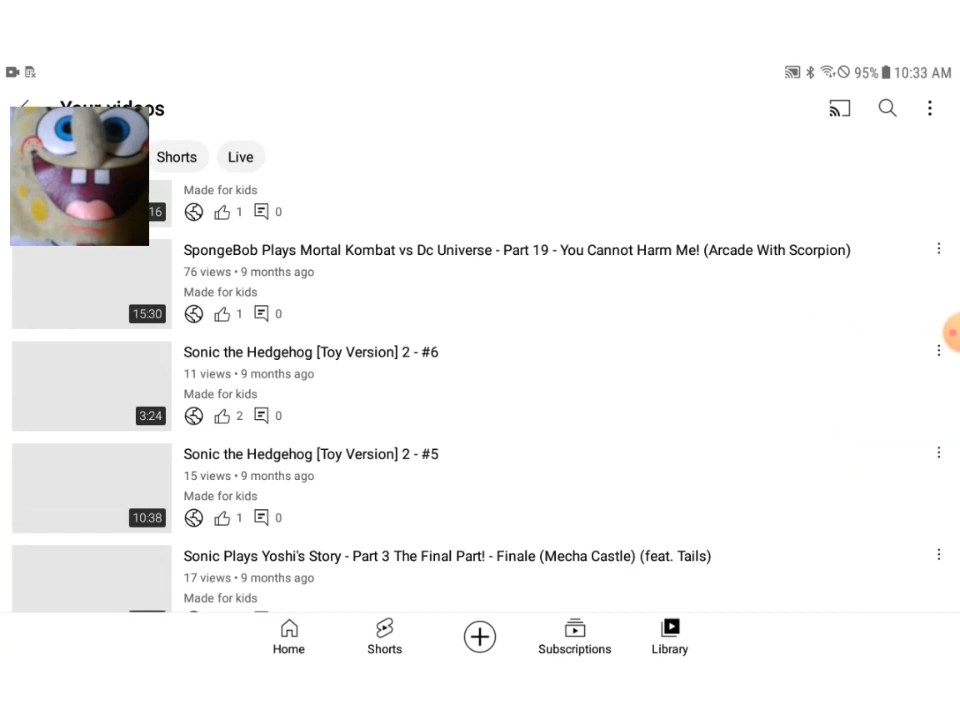 95% 10:33 AM
Your videos
Shorts
Live
Made for kids
16
1
0
SpongeBob Plays Mortal Kombat vs Dc Universe - Part 19 - You Cannot Harm Me! (Arcade With Scorpion)
76 views • 9 months ago
Made for kids
15:30
1
0
Sonic the Hedgehog [Toy Version] 2 - #6
11 views • 9 months ago
Made for kids
3:24
2
0
Sonic the Hedgehog [Toy Version] 2 - #5
15 views • 9 months ago
Made for kids
10:38
1
0
Sonic Plays Yoshi's Story - Part 3 The Final Part! - Finale (Mecha Castle) (feat. Tails)
17 views • 9 months ago
Made for kids
Home
Shorts
Subscriptions
Library